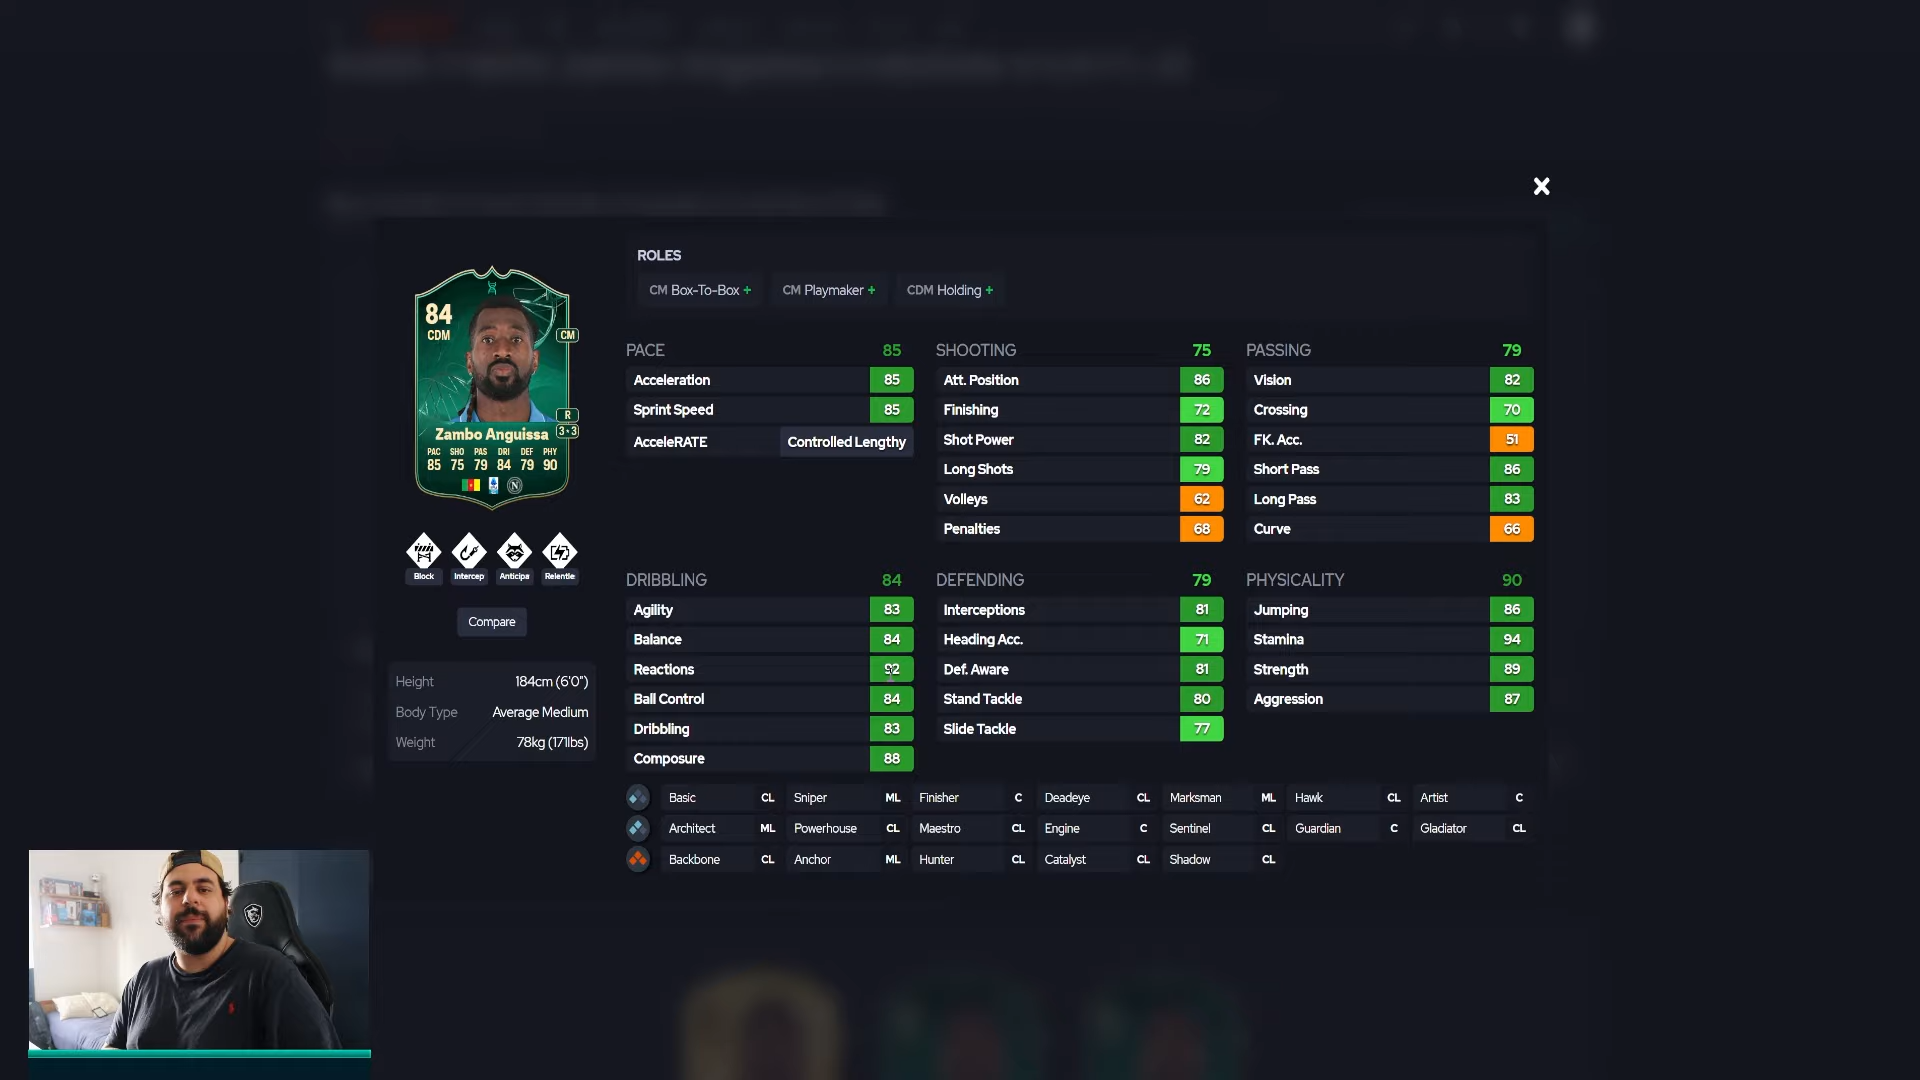 ROLES
CM Box-To-Box + CM Playmaker + CDM Holding +
84
CDM
CM
R
3 • 3
Zambo Anguissa
PAC SHO PAS DRI DEF PHY
85 75 79 84 79 90
N
Block Intercep Anticipa Relentle
Compare
Height 184cm (6'0")
Body Type Average Medium
Weight 78kg (171lbs)
PACE 85
Acceleration 85
Sprint Speed 85
AcceleRATE Controlled Lengthy
SHOOTING 75
Att. Position 86
Finishing 72
Shot Power 82
Long Shots 79
Volleys 62
Penalties 68
PASSING 79
Vision 82
Crossing 70
FK. Acc. 51
Short Pass 86
Long Pass 83
Curve 66
DRIBBLING 84
Agility 83
Balance 84
Reactions 92
Ball Control 84
Dribbling 83
Composure 88
DEFENDING 79
Interceptions 81
Heading Acc. 71
Def. Aware 81
Stand Tackle 80
Slide Tackle 77
PHYSICALITY 90
Jumping 86
Stamina 94
Strength 89
Aggression 87
Basic CL Sniper ML Finisher C Deadeye CL Marksman ML Hawk CL Artist C
Architect ML Powerhouse CL Maestro CL Engine C Sentinel CL Guardian C Gladiator CL
Backbone CL Anchor ML Hunter CL Catalyst CL Shadow CL